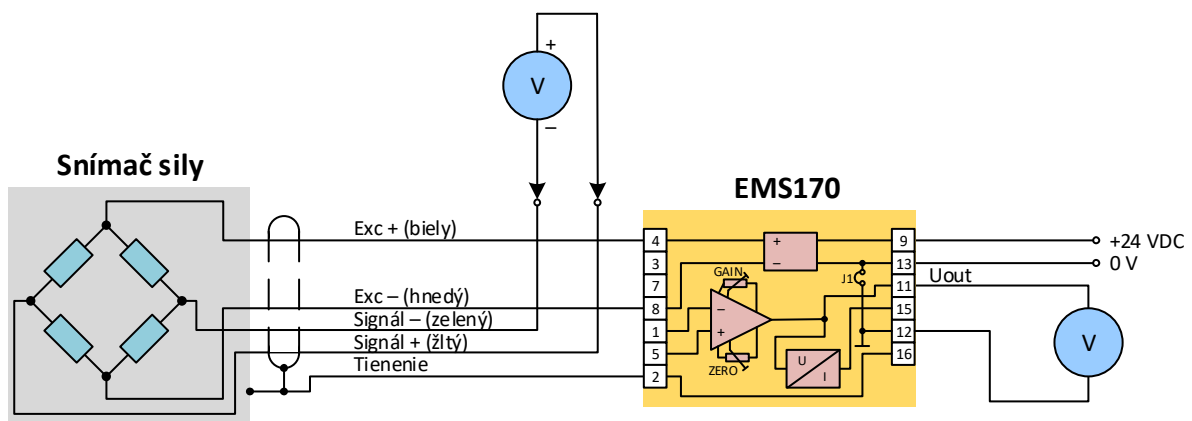 +
V
–
Snímač sily
EMS170
Exc + (biely)
4
+
9
+24 VDC
3
–
13
0 V
7
GAIN
J1
11
Uout
Exc – (hnedý)
8
–
15
Signál – (zelený)
1
+
12
V
Signál + (žltý)
5
U
I
16
Tienenie
2
ZERO